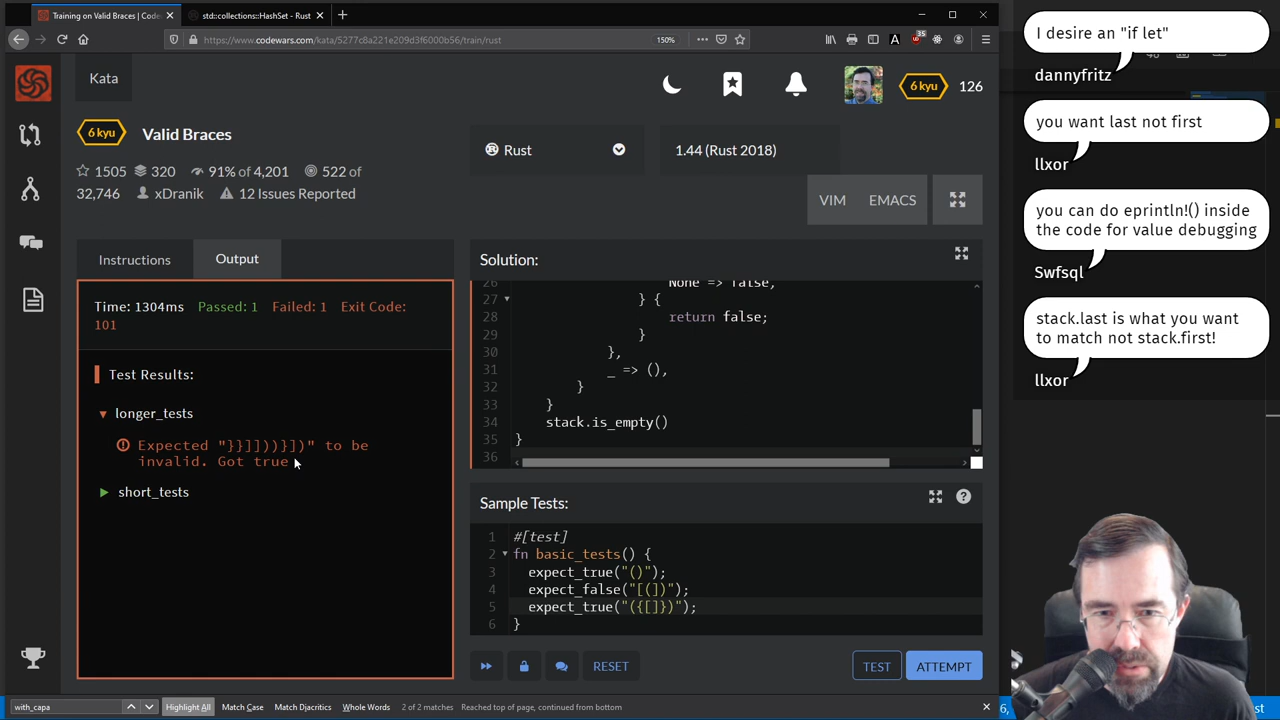 Training on Valid Braces | Code
std::collections::HashSet - Rust
https://www.codewars.com/kata/5277c8a221e209d3f6000b56/train/rust
150%
35
Kata
6 kyu
126
6 kyu
Valid Braces
1505
320
91% of 4,201
522 of
32,746
xDranik
12 Issues Reported
Rust
1.44 (Rust 2018)
VIM
EMACS
Instructions
Output
Time: 1304ms
Passed: 1
Failed: 1
Exit Code:
101
Test Results:
longer_tests
Expected "}}]]))}])" to be
invalid. Got true
short_tests
Solution:
26 None => false,
27 } {
28 return false;
29 }
30 },
31 _ => (),
32 }
33 }
34 stack.is_empty()
35 }
36
Sample Tests:
1 #[test]
2 fn basic_tests() {
3 expect_true("()");
4 expect_false("[(])");
5 expect_true("({[]})");
6 }
RESET
TEST
ATTEMPT
with_capa
Highlight All
Match Case
Match Diacritics
Whole Words
2 of 2 matches
Reached top of page, continued from bottom
I desire an "if let"
dannyfritz
you want last not first
llxor
you can do eprintln!() inside
the code for value debugging
Swfsql
stack.last is what you want
to match not stack.first!
llxor